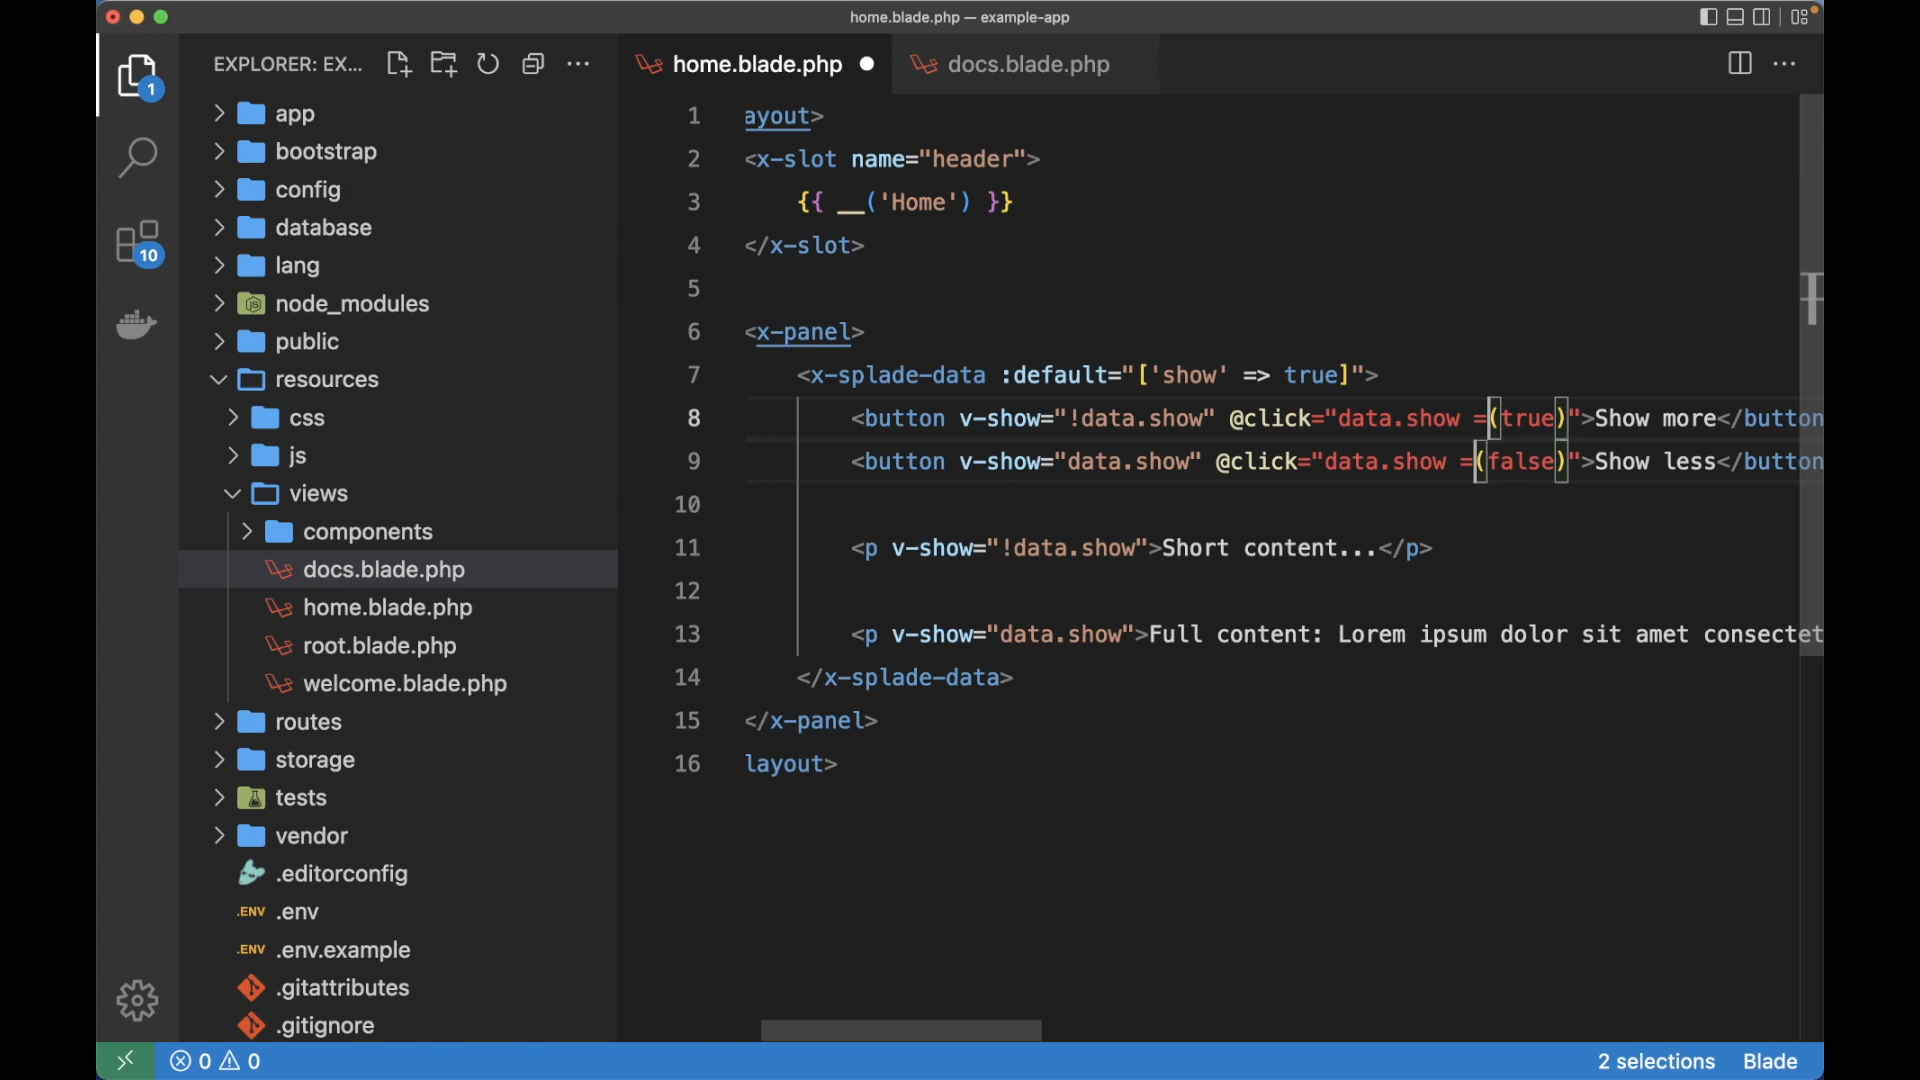 home.blade.php — example-app
EXPLORER: EX...
home.blade.php
docs.blade.php
1
10
app
bootstrap
config
database
lang
node_modules
public
resources
css
js
views
components
docs.blade.php
home.blade.php
root.blade.php
welcome.blade.php
routes
storage
tests
vendor
.editorconfig
.ENV .env
.ENV .env.example
.gitattributes
.gitignore
1 ayout>
2 <x-slot name="header">
3 {{ __('Home') }}
4 </x-slot>
5
6 <x-panel>
7 <x-splade-data :default="['show' => true]">
8 <button v-show="!data.show" @click="data.show =(true)">Show more</button
9 <button v-show="data.show" @click="data.show =(false)">Show less</button
10
11 <p v-show="!data.show">Short content...</p>
12
13 <p v-show="data.show">Full content: Lorem ipsum dolor sit amet consectet
14 </x-splade-data>
15 </x-panel>
16 layout>
0 0
2 selections Blade